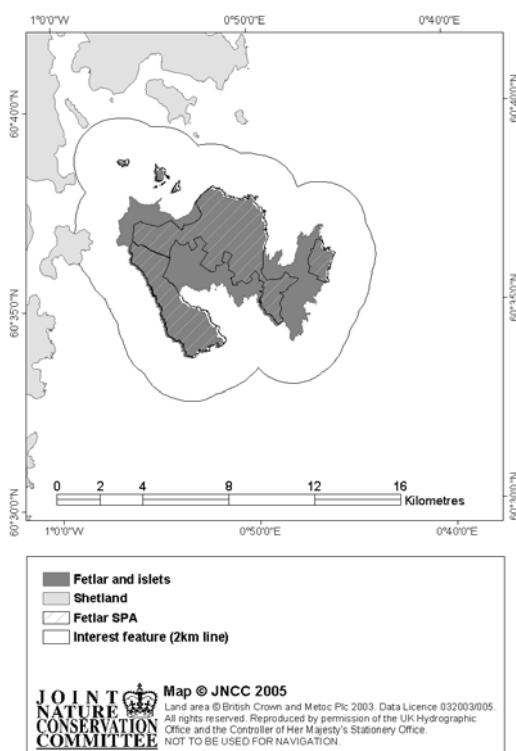 1°0'0"W 0°50'0"E 0°40'0"E
60°40'0"N 60°40'0"N
60°35'0"N 60°35'0"N
60°30'0"N 60°30'0"N
0 2 4 8 12 16
Kilometres
1°0'0"W 0°50'0"E 0°40'0"E
Fetlar and islets
Shetland
Fetlar SPA
Interest feature (2km line)
JOINT
NATURE
CONSERVATION
COMMITTEE
Map © JNCC 2005
Land area © British Crown and Metoc Plc 2003. Data Licence 032003/005.
All rights reserved. Reproduced by permission of the UK Hydrographic
Office and the Controller of Her Majesty's Stationery Office.
NOT TO BE USED FOR NAVIGATION.